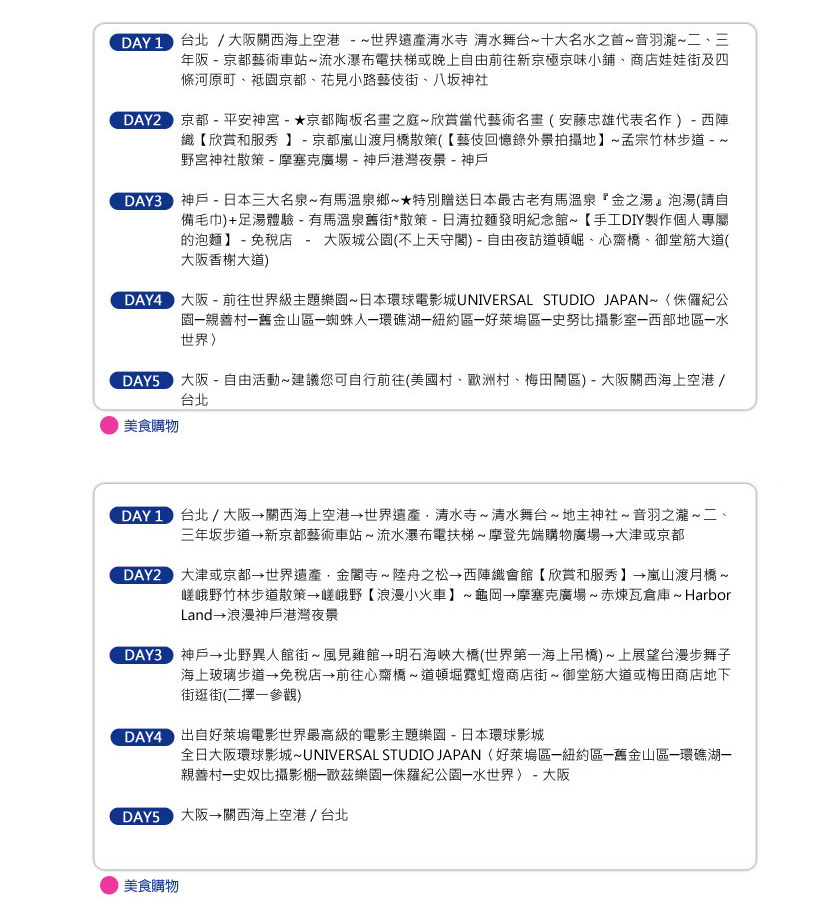 DAY 1 台北 / 大阪關西海上空港 - ~世界遺產清水寺 清水舞台~十大名水之首~音羽瀧~二、三
年阪 - 京都藝術車站~流水瀑布電扶梯或晚上自由前往新京極京味小鋪、商店娃娃街及四
條河原町、祗園京都、花見小路藝伎街、八坂神社
DAY2 京都 - 平安神宮 - ★京都陶板名畫之庭~欣賞當代藝術名畫 ( 安藤忠雄代表名作 ) - 西陣
織【欣賞和服秀 】 - 京都嵐山渡月橋散策(【藝伎回憶錄外景拍攝地】~孟宗竹林步道 - ~
野宮神社散策 - 摩塞克廣場 - 神戶港灣夜景 - 神戶
DAY3 神戶 - 日本三大名泉~有馬溫泉鄉~★特別贈送日本最古老有馬溫泉『金之湯』泡湯(請自
備毛巾)+足湯體驗 - 有馬溫泉舊街*散策 - 日清拉麵發明紀念館~【手工DIY製作個人專屬
的泡麵】 - 免稅店 - 大阪城公園(不上天守閣) - 自由夜訪道頓崛、心齋橋、御堂筋大道(
大阪香榭大道)
DAY4 大阪 - 前往世界級主題樂園~日本環球電影城UNIVERSAL STUDIO JAPAN~〈侏儸紀公
園─親善村─舊金山區─蜘蛛人─環礁湖─紐約區─好萊塢區─史努比攝影室─西部地區─水
世界〉
DAY5 大阪 - 自由活動~建議您可自行前往(美國村、歐洲村、梅田鬧區) - 大阪關西海上空港 /
台北
美食購物
DAY 1 台北 / 大阪→關西海上空港→世界遺產．清水寺～清水舞台～地主神社～音羽之瀧～二、
三年坂步道→新京都藝術車站～流水瀑布電扶梯～摩登先端購物廣場→大津或京都
DAY2 大津或京都→世界遺產．金閣寺～陸舟之松→西陣織會館【欣賞和服秀】→嵐山渡月橋～
嵯峨野竹林步道散策→嵯峨野【浪漫小火車】～龜岡→摩塞克廣場～赤煉瓦倉庫～Harbor
Land→浪漫神戶港灣夜景
DAY3 神戶→北野異人館街～風見雞館→明石海峽大橋(世界第一海上吊橋)～上展望台漫步舞子
海上玻璃步道→免稅店→前往心齋橋～道頓堀霓虹燈商店街～御堂筋大道或梅田商店地下
街逛街(二擇一參觀)
DAY4 出自好萊塢電影世界最高級的電影主題樂園 - 日本環球影城
全日大阪環球影城~UNIVERSAL STUDIO JAPAN〈好萊塢區─紐約區─舊金山區─環礁湖─
親善村─史奴比攝影棚─歐茲樂園─侏羅紀公園─水世界〉 - 大阪
DAY5 大阪→關西海上空港 / 台北
美食購物